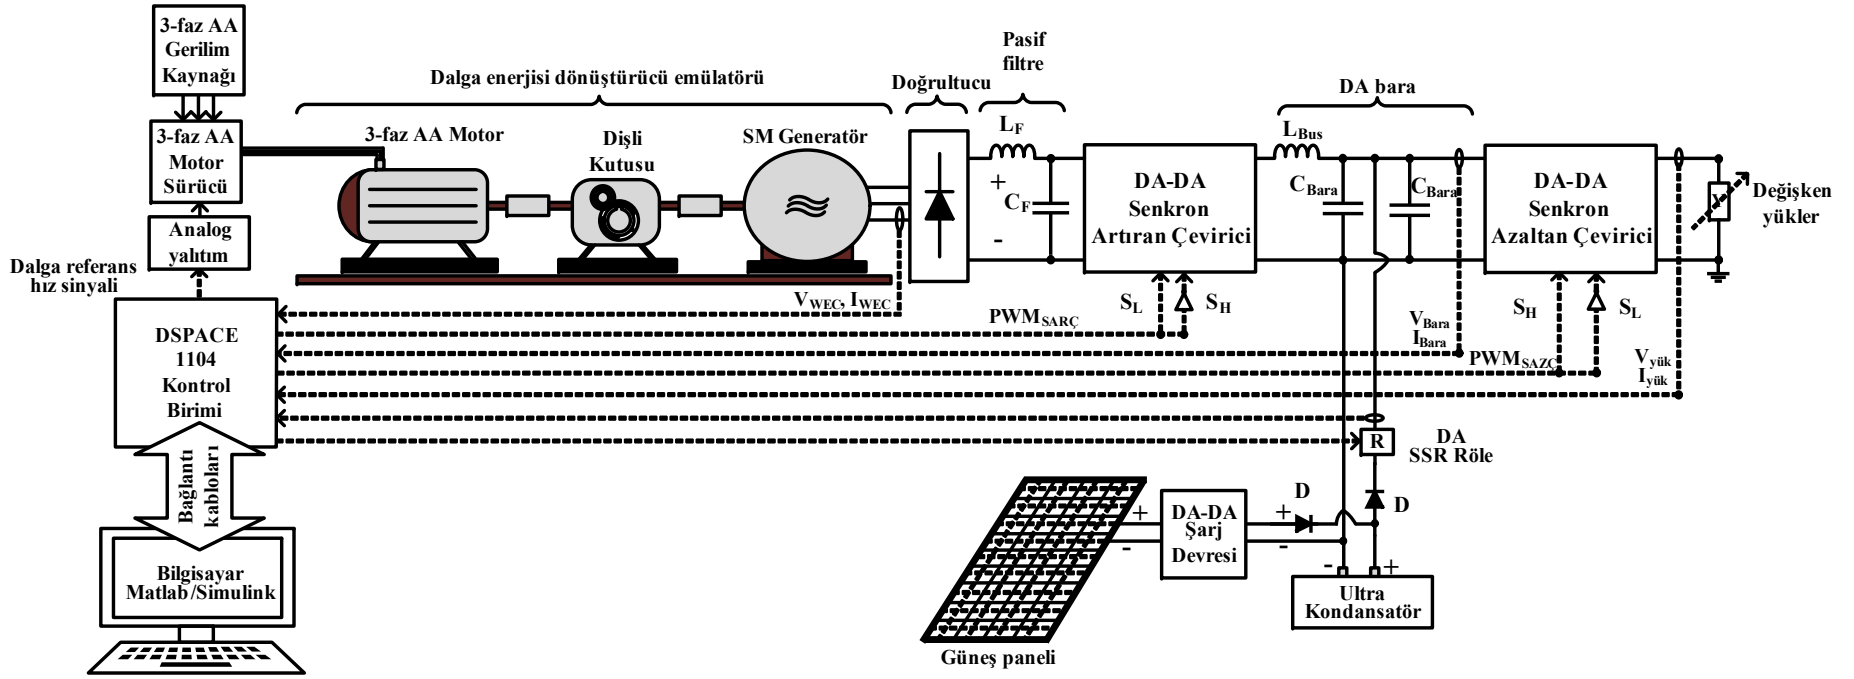 3-faz AA
Gerilim
Kaynağı
3-faz AA
Motor
Sürücü
Analog
yalıtım
Dalga referans
hız sinyali
DSPACE
1104
Kontrol
Birimi
Bağlantı
kabloları
Bilgisayar
Matlab/Simulink
Dalga enerjisi dönüştürücü emülatörü
3-faz AA Motor
Dişli
Kutusu
SM Generatör
Doğrultucu
Pasif
filtre
L_F
+
C_F
-
DA-DA
Senkron
Artıran Çevirici
DA bara
L_Bus
C_Bara
C_Bara
DA-DA
Senkron
Azaltan Çevirici
Y
Değişken
yükler
V_WEC, I_WEC
PWM_SARÇ
S_L
S_H
V_Bara
I_Bara
PWM_SAZÇ
S_H
S_L
V_yük
I_yük
R
DA
SSR Röle
D
D
+
-
DA-DA
Şarj
Devresi
+
-
- +
Ultra
Kondansatör
Güneş paneli